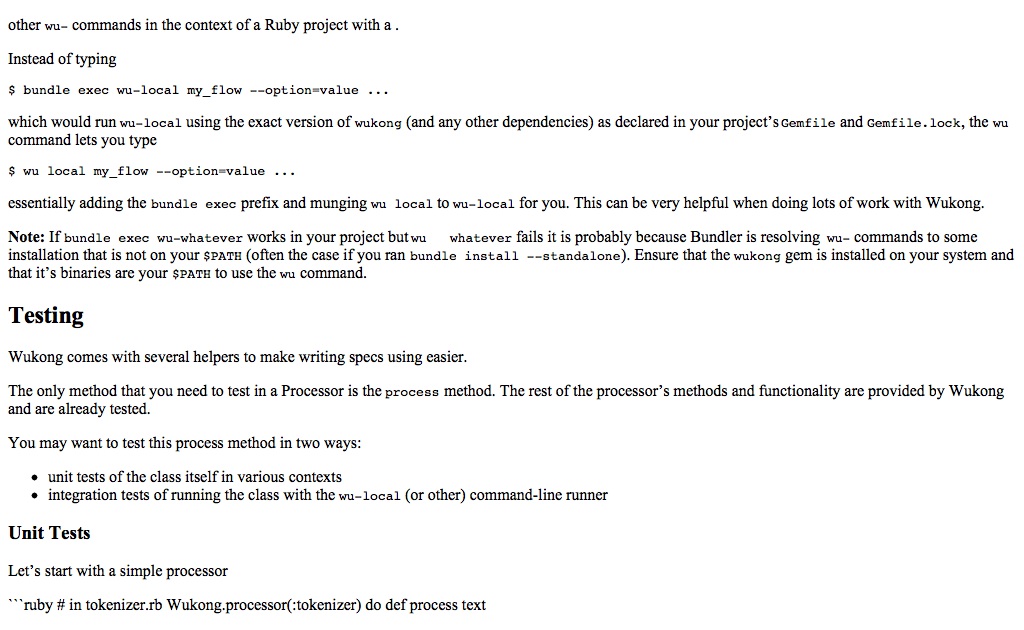 other wu- commands in the context of a Ruby project with a .
Instead of typing
$ bundle exec wu-local my_flow --option=value ...
which would run wu-local using the exact version of wukong (and any other dependencies) as declared in your project’s Gemfile and Gemfile.lock, the wu
command lets you type
$ wu local my_flow --option=value ...
essentially adding the bundle exec prefix and munging wu local to wu-local for you. This can be very helpful when doing lots of work with Wukong.
Note: If bundle exec wu-whatever works in your project but wu whatever fails it is probably because Bundler is resolving wu- commands to some
installation that is not on your $PATH (often the case if you ran bundle install --standalone). Ensure that the wukong gem is installed on your system and
that it’s binaries are your $PATH to use the wu command.
Testing
Wukong comes with several helpers to make writing specs using easier.
The only method that you need to test in a Processor is the process method. The rest of the processor’s methods and functionality are provided by Wukong
and are already tested.
You may want to test this process method in two ways:
• unit tests of the class itself in various contexts
• integration tests of running the class with the wu-local (or other) command-line runner
Unit Tests
Let’s start with a simple processor
```ruby # in tokenizer.rb Wukong.processor(:tokenizer) do def process text